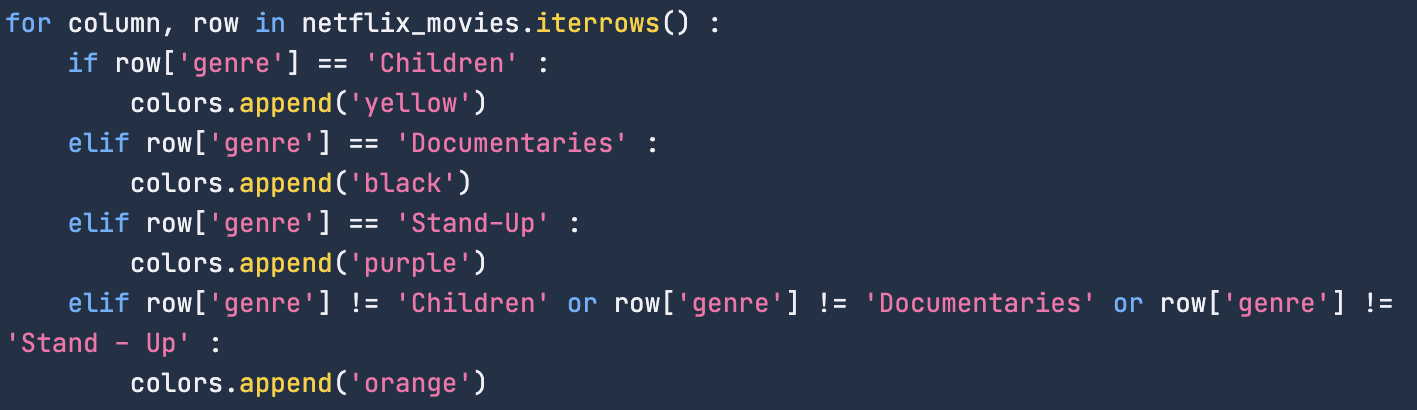 for column, row in netflix_movies.iterrows() :
    if row['genre'] == 'Children' :
        colors.append('yellow')
    elif row['genre'] == 'Documentaries' :
        colors.append('black')
    elif row['genre'] == 'Stand-Up' :
        colors.append('purple')
    elif row['genre'] != 'Children' or row['genre'] != 'Documentaries' or row['genre'] !=
'Stand - Up' :
        colors.append('orange')